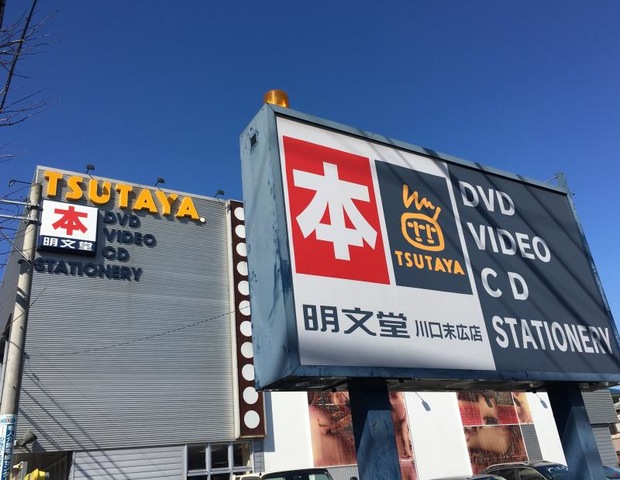 TSUTAYA
本
明文堂
DVD
VIDEO
CD
STATIONERY
本
TSUTAYA
明文堂 川口末広店
DVD
VIDEO
CD
STATIONERY